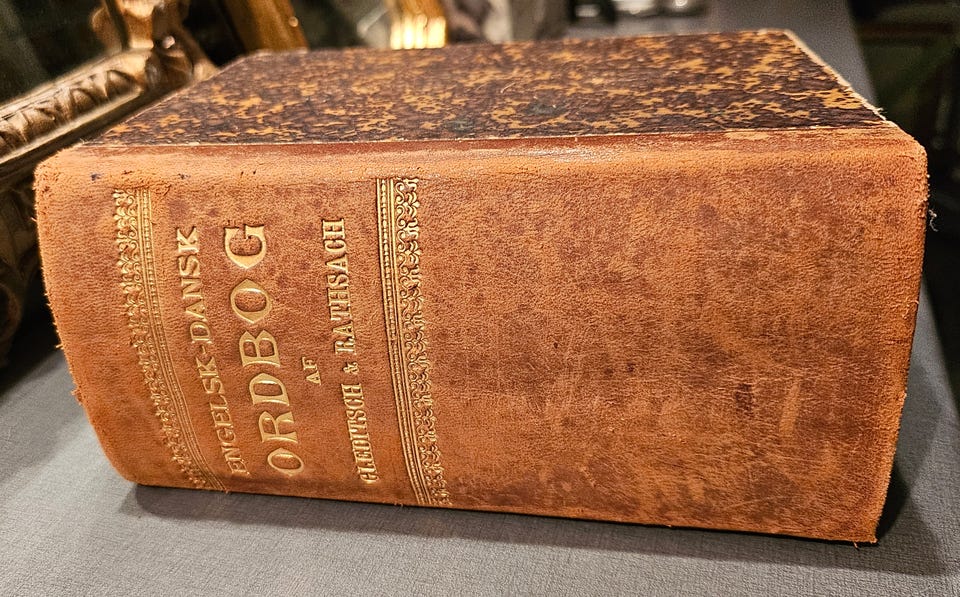 ENGELSK-DANSK
ORDBOG
AF
GLEDITSCH & RATHSACH